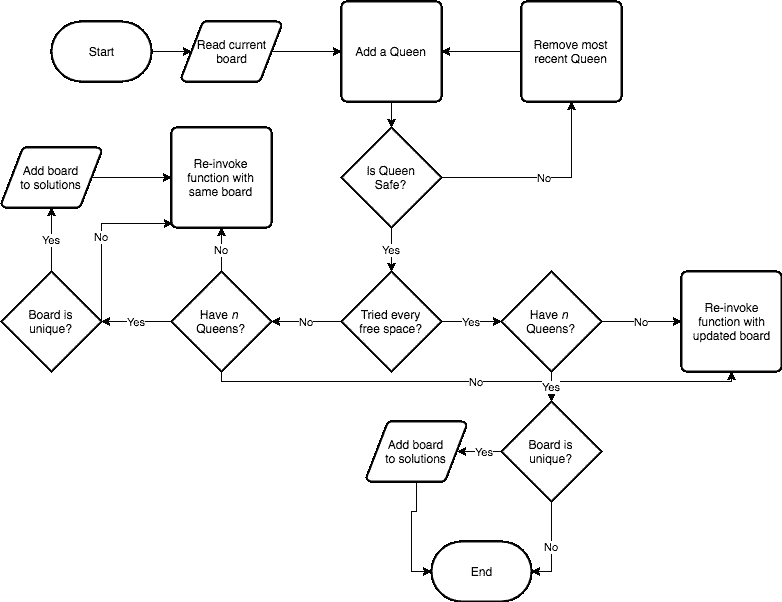 Start
Read current
board
Add a Queen
Remove most
recent Queen
Add board
to solutions
Re-invoke
function with
same board
Is Queen
Safe?
No
Yes
No
No
Yes
Board is
unique?
Yes
Have n
Queens?
No
Tried every
free space?
Yes
Have n
Queens?
No
Re-invoke
function with
updated board
No
Yes
Add board
to solutions
Yes
Board is
unique?
No
End